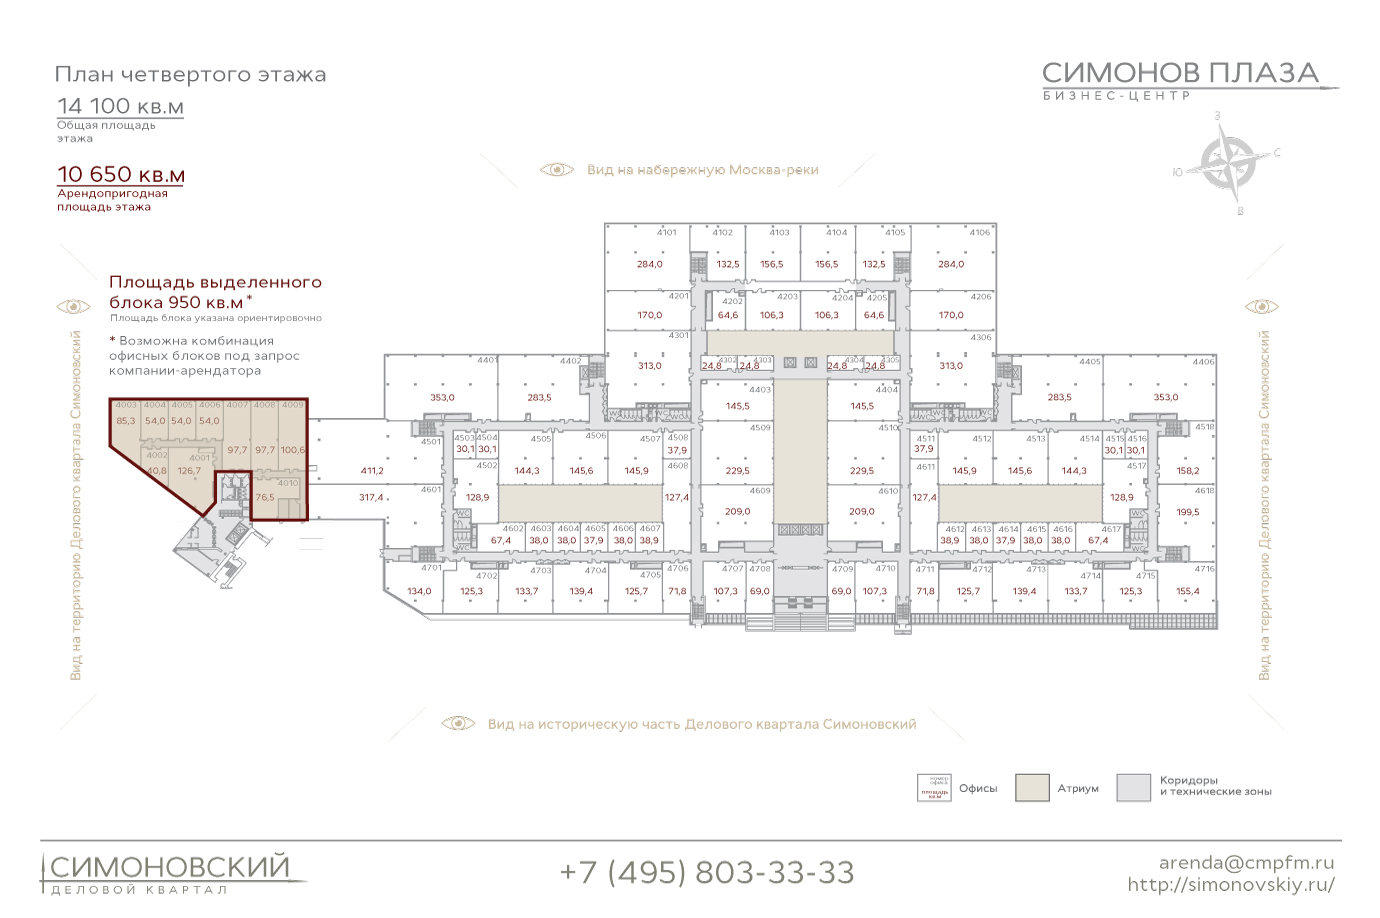 План четвертого этажа
14 100 кв.м
Общая площадь
этажа
10 650 кв.м
Арендопригодная
площадь этажа
СИМОНОВ ПЛАЗА
БИЗНЕС-ЦЕНТР
З
С
Ю
В
Вид на набережную Москва-реки
Площадь выделенного
блока 950 кв.м*
Площадь блока указана ориентировочно
* Возможна комбинация
офисных блоков под запрос
компании-арендатора
Вид на территорию Делового квартала Симоновский
Вид на территорию Делового квартала Симоновский
4101 4102 4103 4104 4105 4106
284,0 132,5 156,5 156,5 132,5 284,0
4201 4202 4203 4204 4205 4206
170,0 64,6 106,3 106,3 64,6 170,0
4301 4306
4302 4303 4304 4305
313,0 24,8 24,8 24,8 24,8 313,0
4401 4402 4405 4406
353,0 283,5 283,5 353,0
4403 4404
145,5 145,5
4003 4004 4005 4006 4007 4008 4009
85,3 54,0 54,0 54,0
97,7 97,7 100,6
4002 4001
40,8 126,7
4010
76,5
WC WC WC WC
4509 4510
4501 4503 4504 4505 4506 4507 4508 4511 4512 4513 4514 4515 4516 4518
30,1 30,1 37,9 37,9 30,1 30,1
4502 4608 4611 4517
411,2 144,3 145,6 145,9 229,5 229,5 145,9 145,6 144,3 158,2
4601 4609 4610 4618
317,4 128,9 127,4 209,0 209,0 127,4 128,9 199,5
WC WC
4602 4603 4604 4605 4606 4607 4612 4613 4614 4615 4616 4617
67,4 38,0 38,0 37,9 38,0 38,9 38,9 38,0 37,9 38,0 38,0 67,4
WC WC
4701 4702 4703 4704 4705 4706 4707 4708 4709 4710 4711 4712 4713 4714 4715 4716
134,0 125,3 133,7 139,4 125,7 71,8 107,3 69,0 69,0 107,3 71,8 125,7 139,4 133,7 125,3 155,4
Вид на историческую часть Делового квартала Симоновский
номер
офиса
площадь
кв.м
Офисы
Атриум
Коридоры
и технические зоны
СИМОНОВСКИЙ
ДЕЛОВОЙ КВАРТАЛ
+7 (495) 803-33-33
arenda@cmpfm.ru
http://simonovskiy.ru/